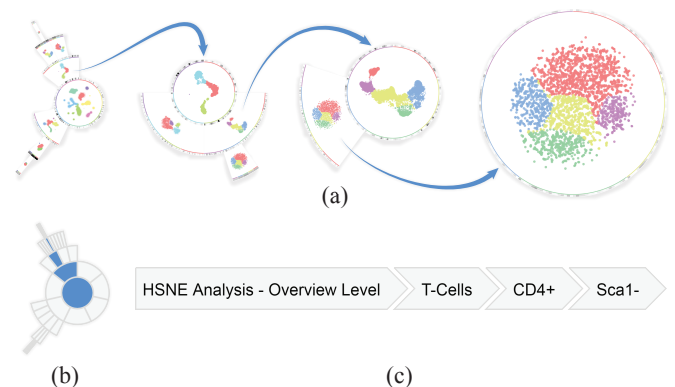 (a)
HSNE Analysis - Overview Level
T-Cells
CD4+
Sca1-
(b)
(c)